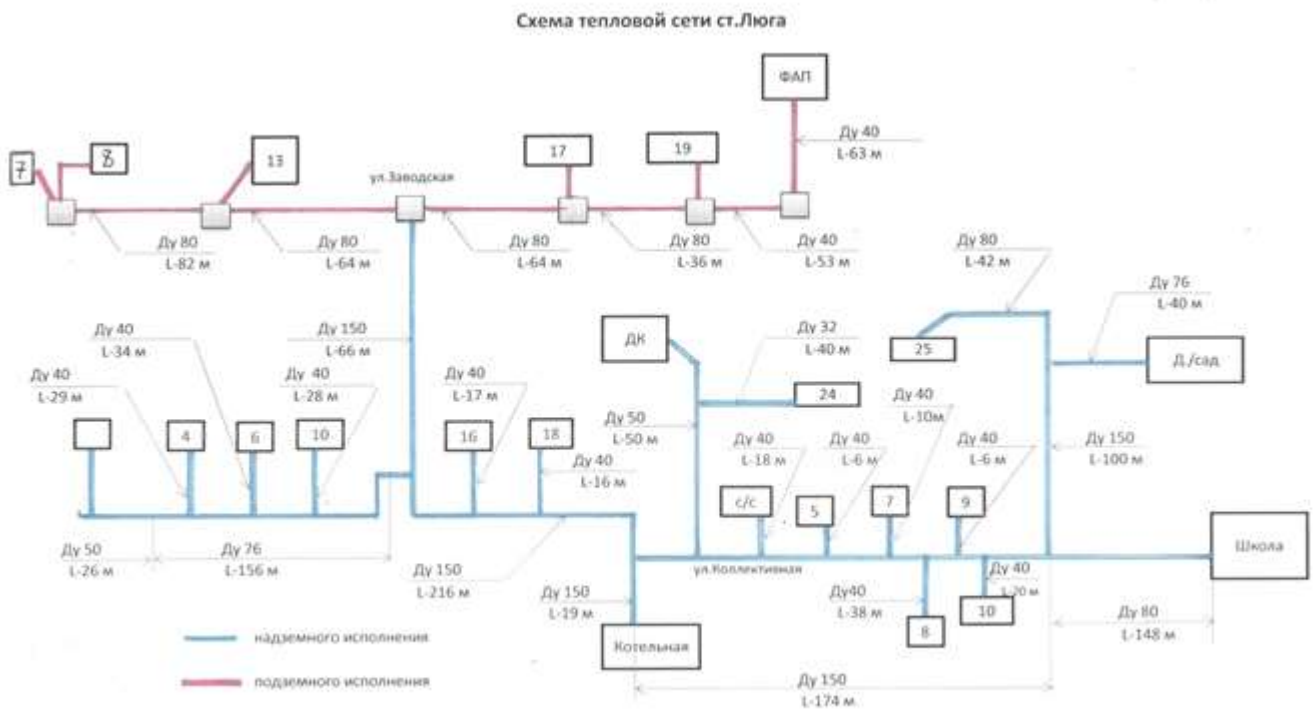 Схема тепловой сети ст.Люга
ФАП
Ду 40
L-63 м
7
8
13
17
19
ул.Заводская
Ду 80
L-82 м
Ду 80
L-64 м
Ду 80
L-64 м
Ду 80
L-36 м
Ду 40
L-53 м
Ду 80
L-42 м
Ду 76
L-40 м
Ду 40
L-34 м
Ду 150
L-66 м
ДК
Ду 32
L-40 м
25
Д./сад
Ду 40
L-29 м
Ду 40
L-28 м
Ду 40
L-17 м
24
Ду 40
L-10м
4
6
10
16
18
Ду 50
L-50 м
Ду 40
L-18 м
Ду 40
L-6 м
Ду 40
L-6 м
Ду 150
L-100 м
Ду 40
L-16 м
с/с
5
7
9
Школа
Ду 50
L-26 м
Ду 76
L-156 м
Ду 150
L-216 м
Ду 150
L-19 м
ул.Коллективная
Ду40
L-38 м
Ду 40
L-20 м
8
10
Ду 80
L-148 м
надземного исполнения
Котельная
подземного исполнения
Ду 150
L-174 м